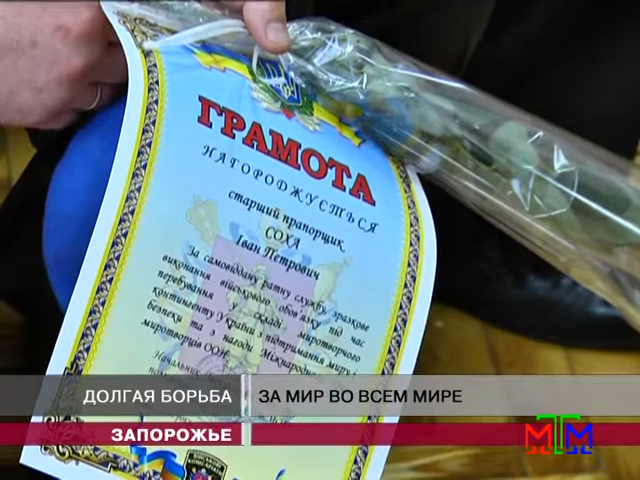 ГРАМОТА
НАГОРОДЖУЄТЬСЯ
старший прапорщик
СОХА
Іван Петрович
За самовіддану ратну службу, зразкове
виконання військового обов'язку під час
перебування у складі миротворчого
контингенту України з підтримання миру і
безпеки та з нагоди Міжнародного
миротворців ООН
Начальник
ДОЛГАЯ БОРЬБА ЗА МИР ВО ВСЕМ МИРЕ
ЗАПОРОЖЬЕ МТМ